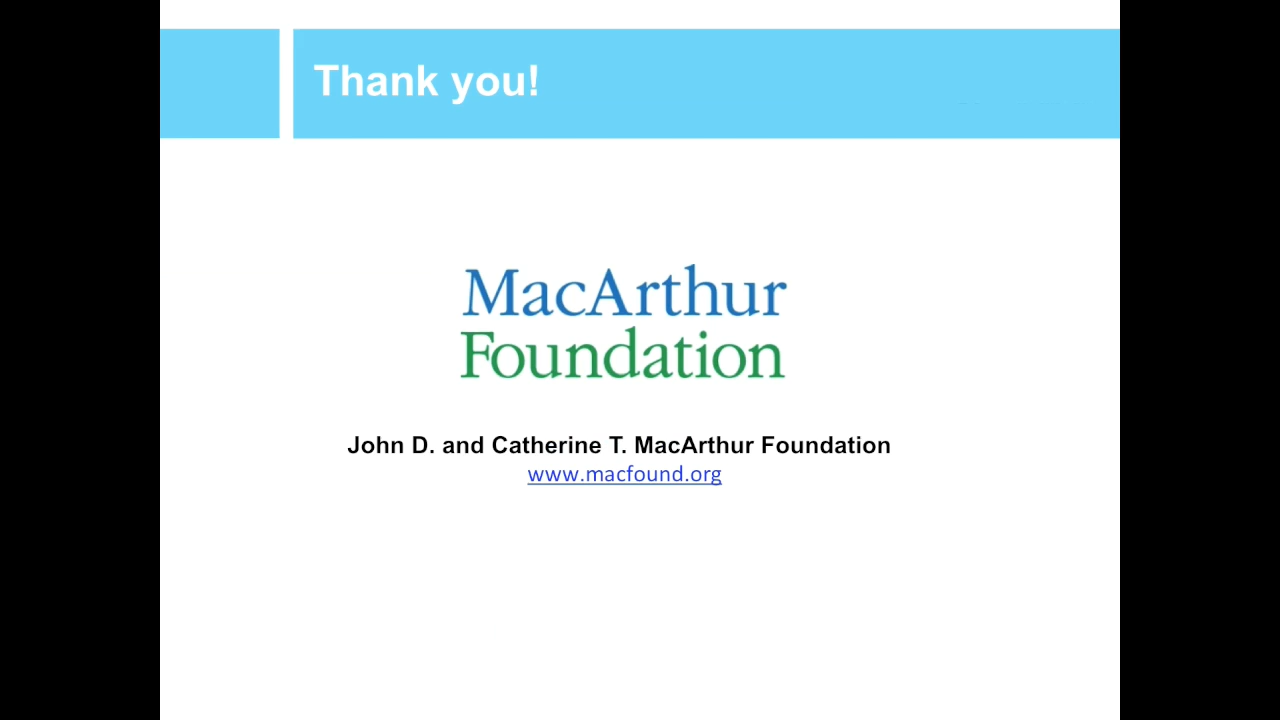 Thank you!
MacArthur
Foundation
John D. and Catherine T. MacArthur Foundation
www.macfound.org